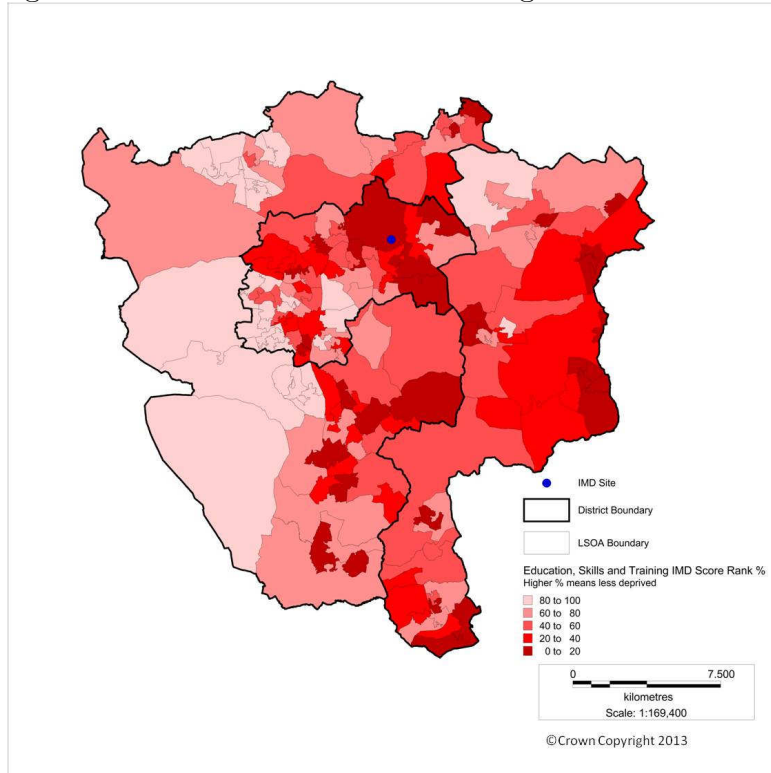 IMD Site
District Boundary
LSOA Boundary
Education, Skills and Training IMD Score Rank %
Higher % means less deprived
80 to 100
60 to 80
40 to 60
20 to 40
0 to 20
0 7.500
kilometres
Scale: 1:169,400
©Crown Copyright 2013